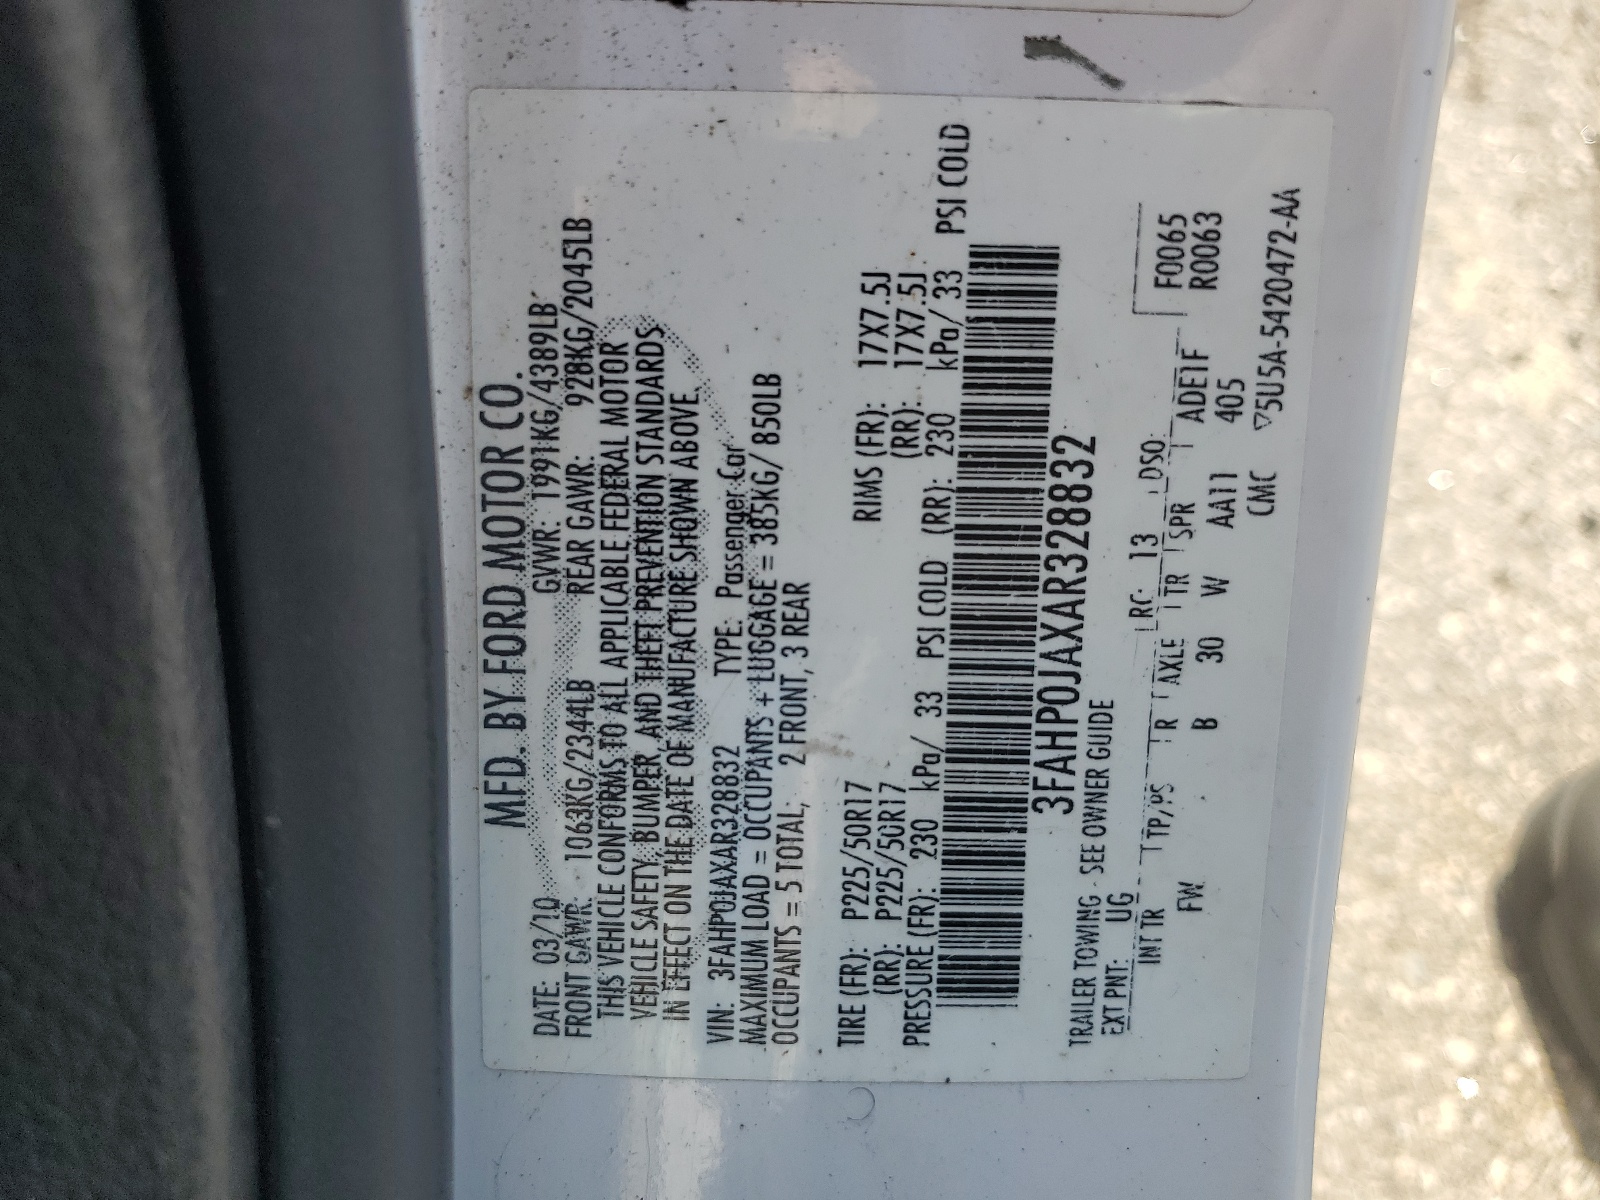 MFD. BY FORD MOTOR CO.
DATE: 03/10 GVWR: 1991KG/4389LB
FRONT GAWR: 1063KG/2344LB REAR GAWR: 928KG/2045LB
THIS VEHICLE CONFORMS TO ALL APPLICABLE FEDERAL MOTOR
VEHICLE SAFETY, BUMPER, AND THEFT PREVENTION STANDARDS
IN EFFECT ON THE DATE OF MANUFACTURE SHOWN ABOVE.
VIN: 3FAHP0JAXAR328832 TYPE: Passenger Car
MAXIMUM LOAD = OCCUPANTS + LUGGAGE = 385KG/ 850LB
OCCUPANTS = 5 TOTAL, 2 FRONT, 3 REAR
TIRE (FR): P225/50R17 RIMS (FR): 17X7.5J
(RR): P225/50R17 (RR): 17X7.5J
PRESSURE (FR): 230 kPa/ 33 PSI COLD (RR): 230 kPa/ 33 PSI COLD
3FAHP0JAXAR328832
TRAILER TOWING - SEE OWNER GUIDE
EXT PNT: UG RC: 13 DSO: F0065
INT TR TP/PS R AXLE TR SPR ADE1F R0063
FW B 30 W AA11 405
CMC ▽5U5A-5420472-AA